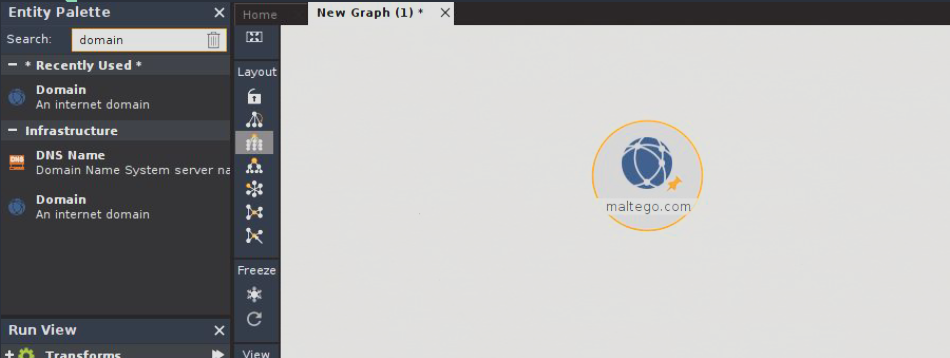 Entity Palette
Home
New Graph (1) *
Search:
domain
* Recently Used *
Layout
Domain
An internet domain
Infrastructure
DNS Name
DNS
Domain Name System server na
Domain
An internet domain
maltego.com
Freeze
Run View
View
Transforms